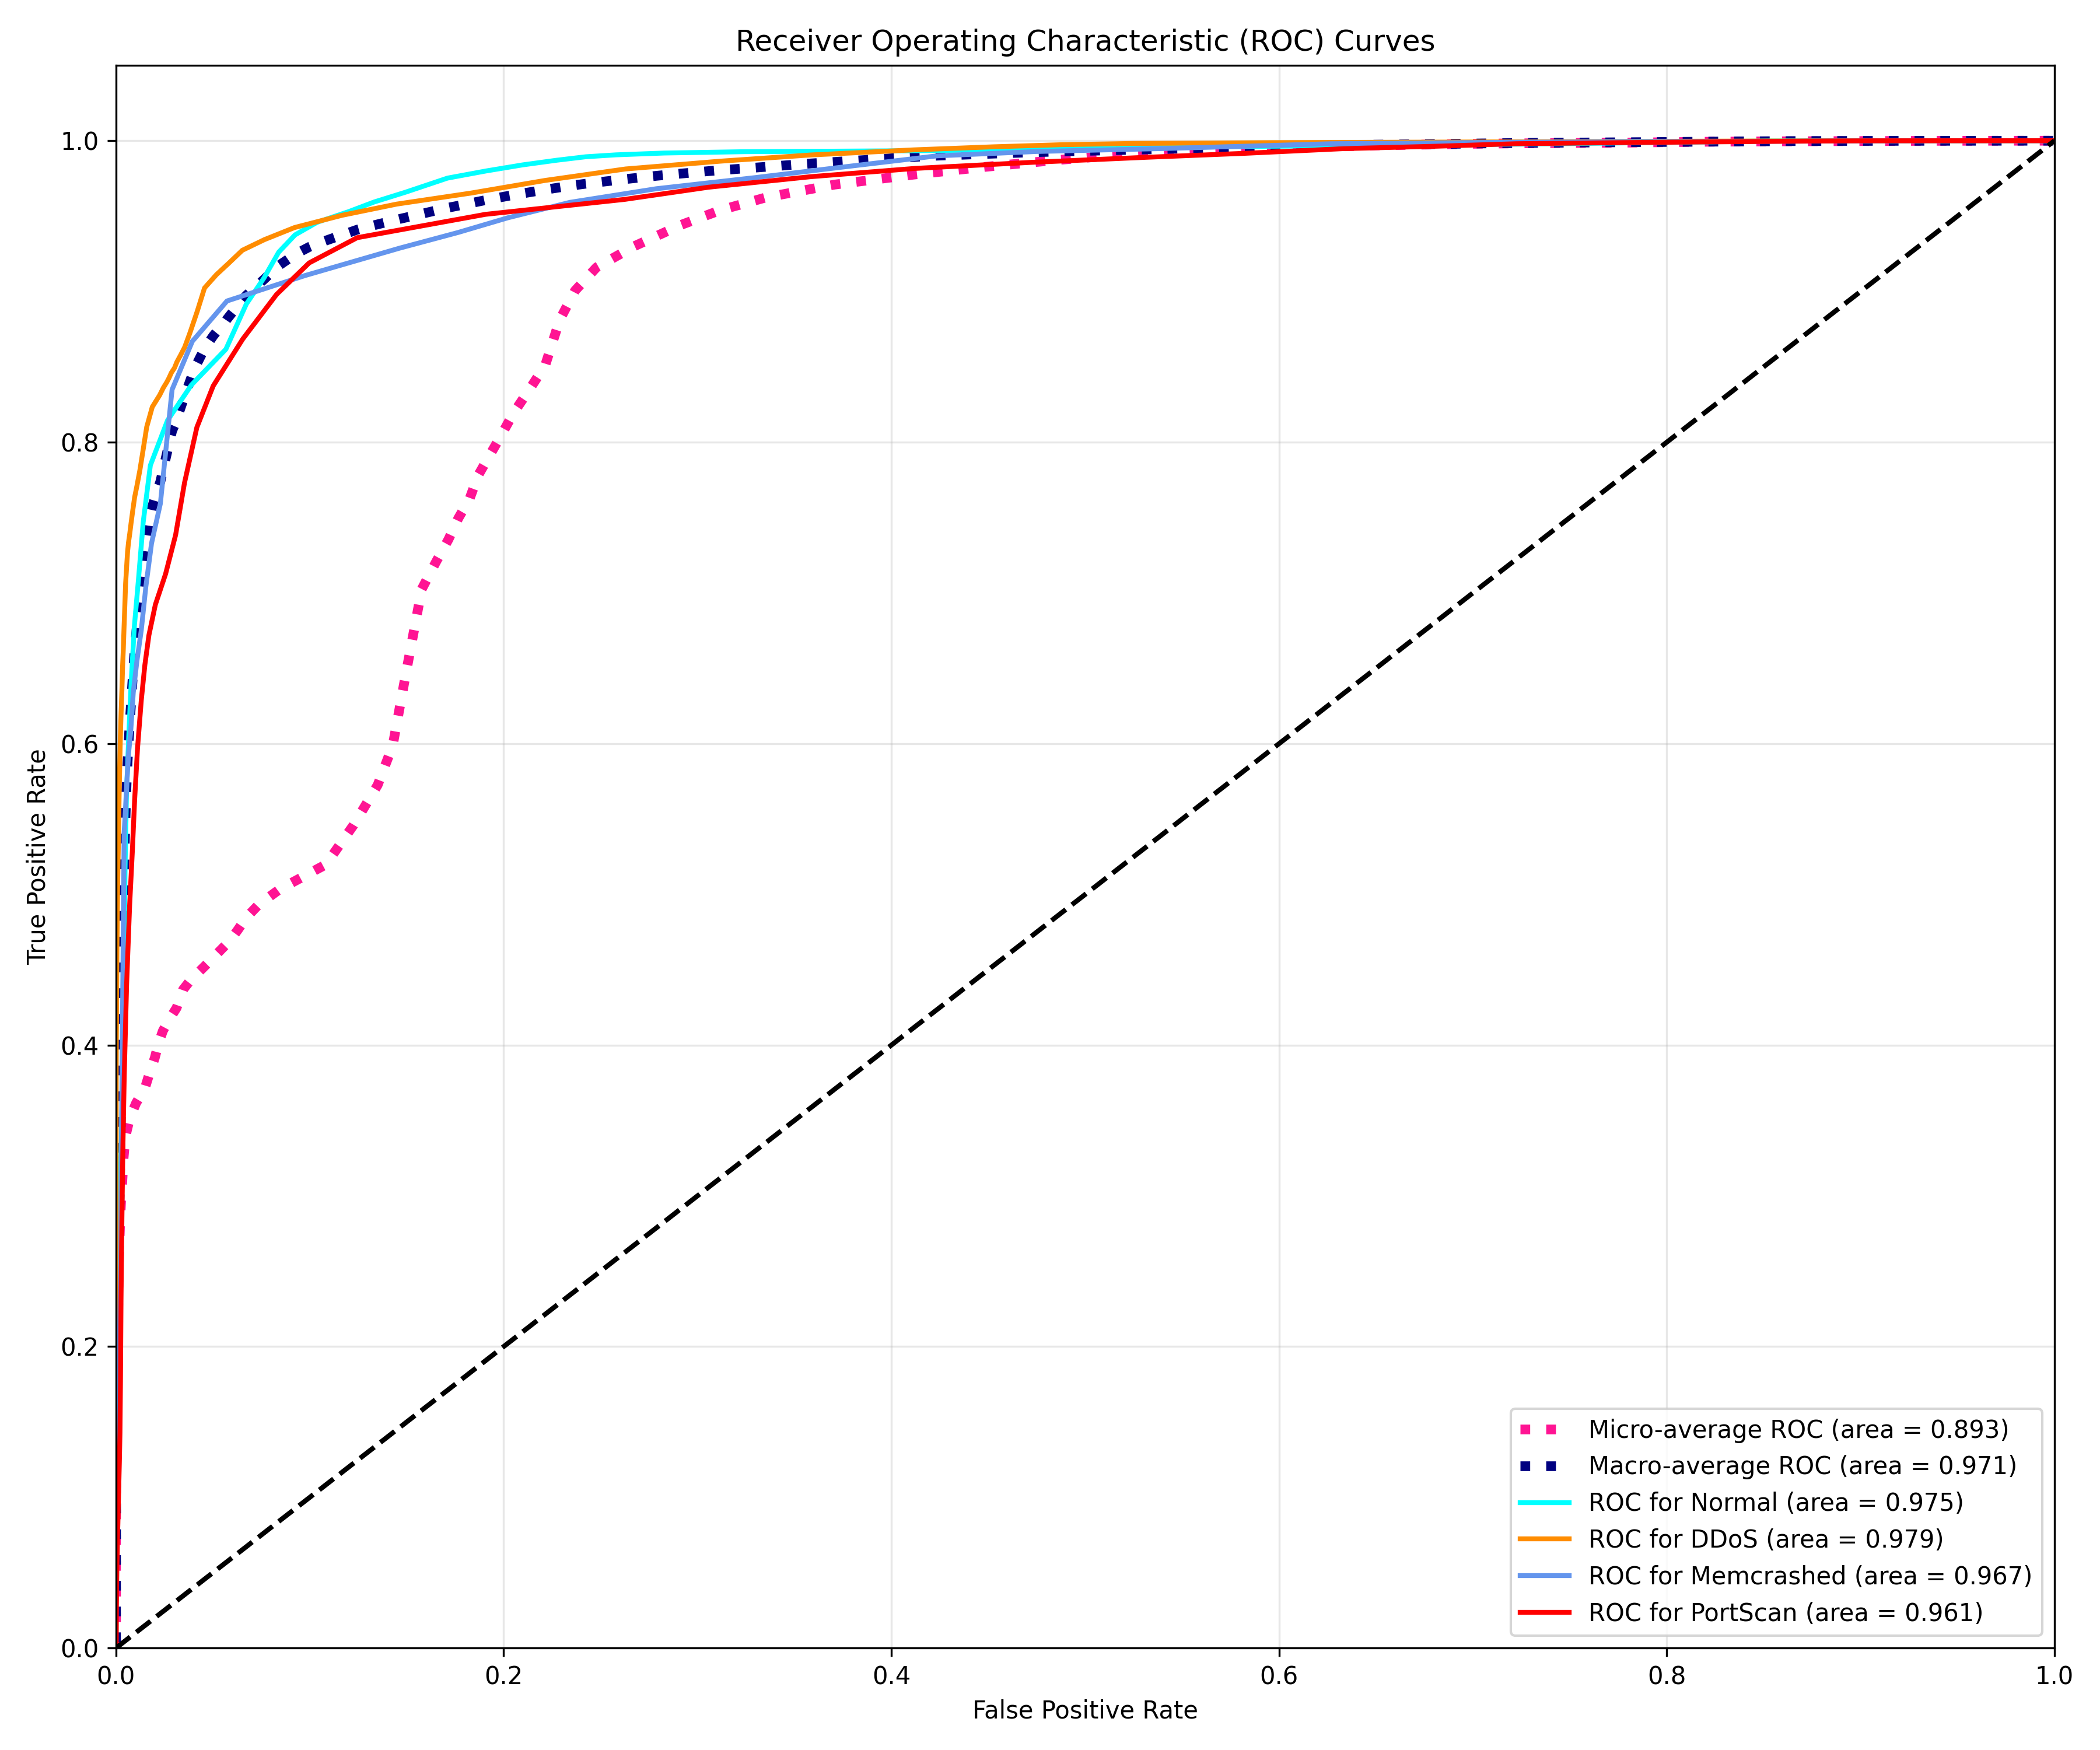 Receiver Operating Characteristic (ROC) Curves
True Positive Rate
1.0
0.8
0.6
0.4
0.2
0.0
0.0 0.2 0.4 0.6 0.8 1.0
False Positive Rate
Micro-average ROC (area = 0.893)
Macro-average ROC (area = 0.971)
ROC for Normal (area = 0.975)
ROC for DDoS (area = 0.979)
ROC for Memcrashed (area = 0.967)
ROC for PortScan (area = 0.961)